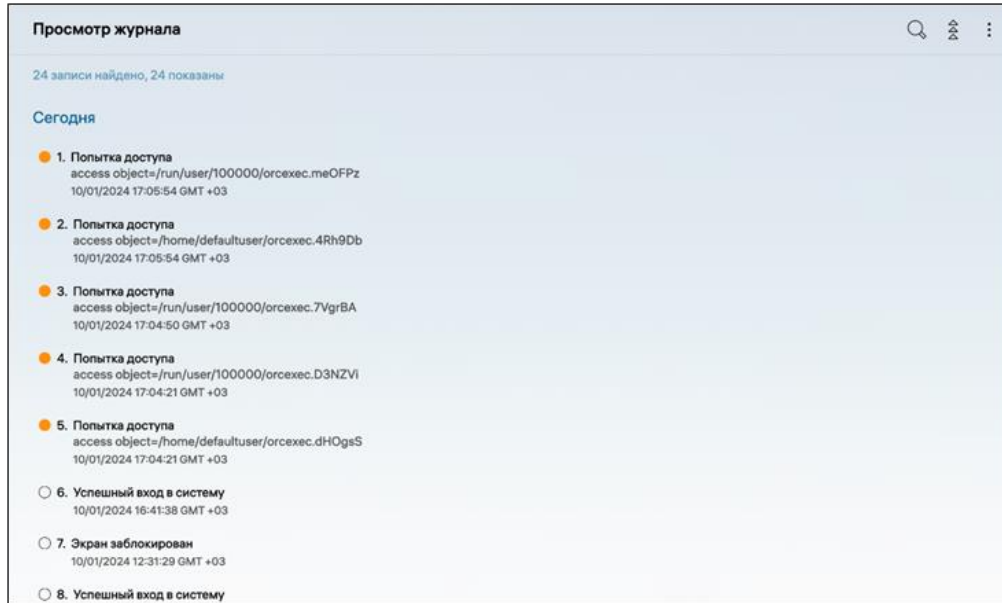 Просмотр журнала
24 записи найдено, 24 показаны
Сегодня
1. Попытка доступа
access object=/run/user/100000/orcexec.meOFPz
10/01/2024 17:05:54 GMT +03
2. Попытка доступа
access object=/home/defaultuser/orcexec.4Rh9Db
10/01/2024 17:05:54 GMT +03
3. Попытка доступа
access object=/run/user/100000/orcexec.7VgrBA
10/01/2024 17:04:50 GMT +03
4. Попытка доступа
access object=/run/user/100000/orcexec.D3NZVi
10/01/2024 17:04:21 GMT +03
5. Попытка доступа
access object=/home/defaultuser/orcexec.dHOgsS
10/01/2024 17:04:21 GMT +03
6. Успешный вход в систему
10/01/2024 16:41:38 GMT +03
7. Экран заблокирован
10/01/2024 12:31:29 GMT +03
8. Успешный вход в систему